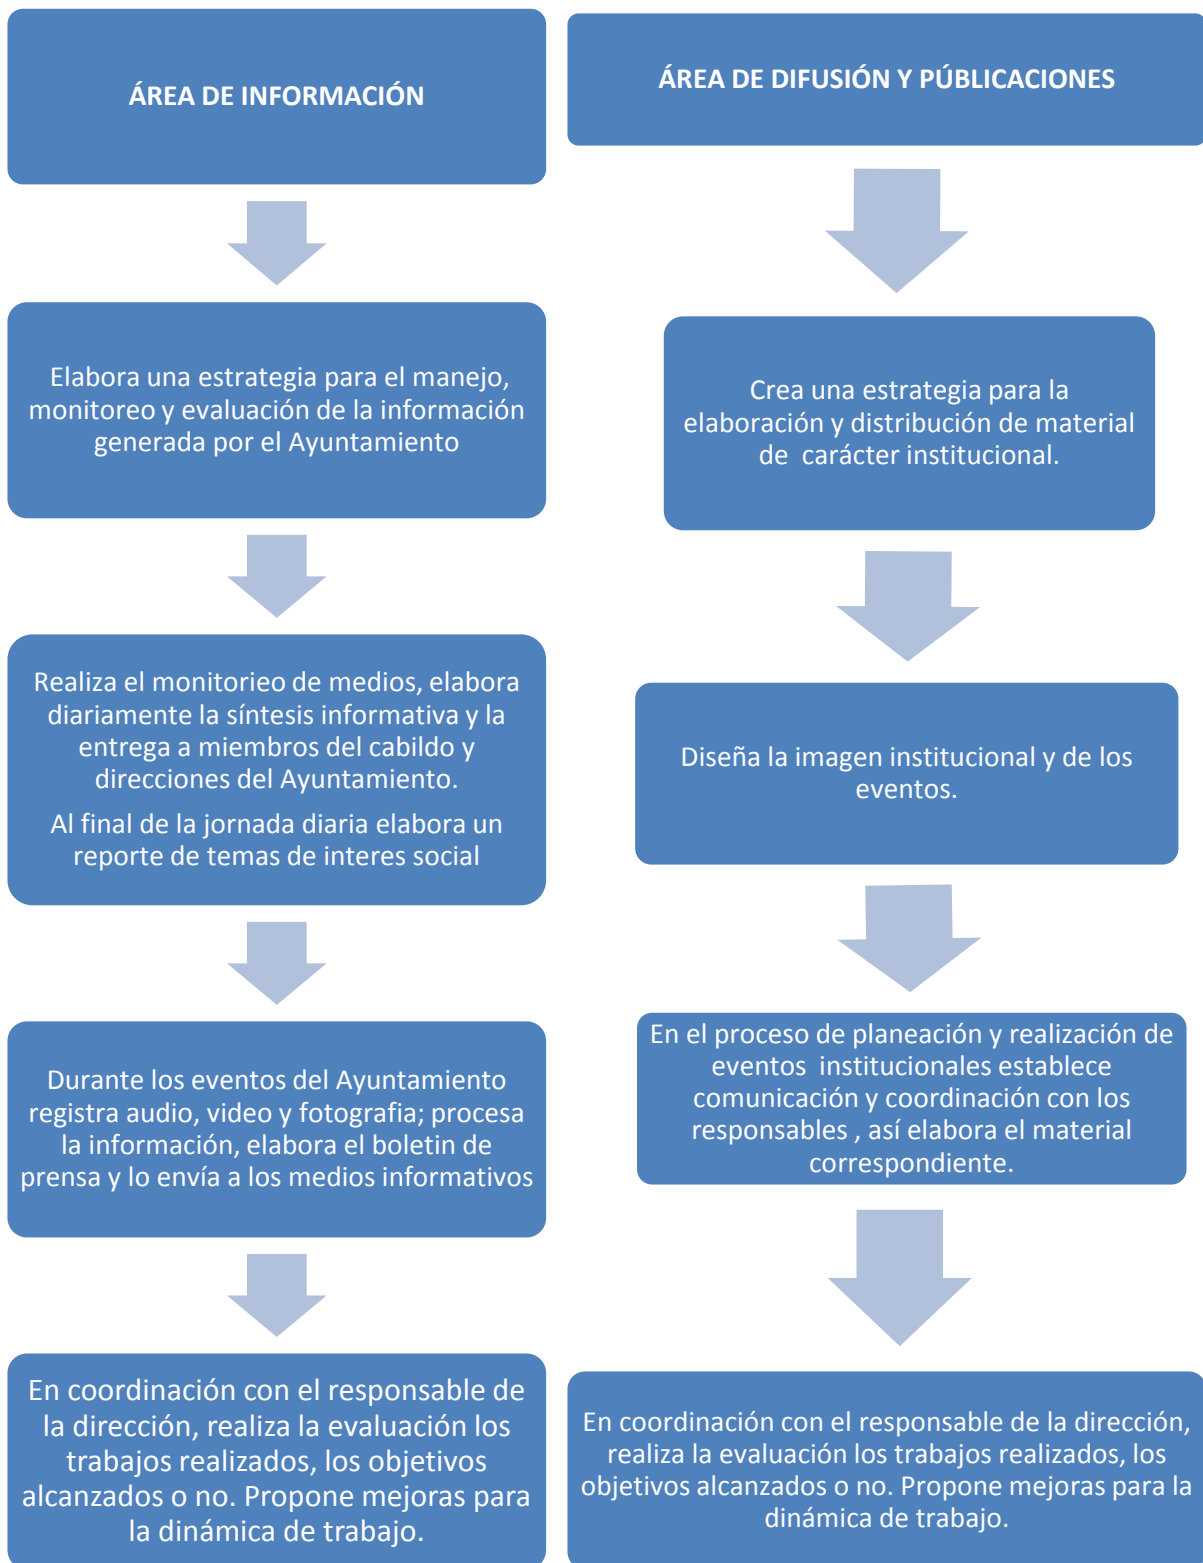 ÁREA DE INFORMACIÓN
Elabora una estrategia para el manejo,
monitoreo y evaluación de la información
generada por el Ayuntamiento
Realiza el monitorieo de medios, elabora
diariamente la síntesis informativa y la
entrega a miembros del cabildo y
direcciones del Ayuntamiento.
Al final de la jornada diaria elabora un
reporte de temas de interes social
Durante los eventos del Ayuntamiento
registra audio, video y fotografia; procesa
la información, elabora el boletin de
prensa y lo envía a los medios informativos
En coordinación con el responsable de
la dirección, realiza la evaluación los
trabajos realizados, los objetivos
alcanzados o no. Propone mejoras para
la dinámica de trabajo.
ÁREA DE DIFUSIÓN Y PÚBLICACIONES
Crea una estrategia para la
elaboración y distribución de material
de  carácter institucional.
Diseña la imagen institucional y de los
eventos.
En el proceso de planeación y realización de
eventos  institucionales establece
comunicación y coordinación con los
responsables , así elabora el material
correspondiente.
En coordinación con el responsable de la dirección,
realiza la evaluación los trabajos realizados, los
objetivos alcanzados o no. Propone mejoras para la
dinámica de trabajo.